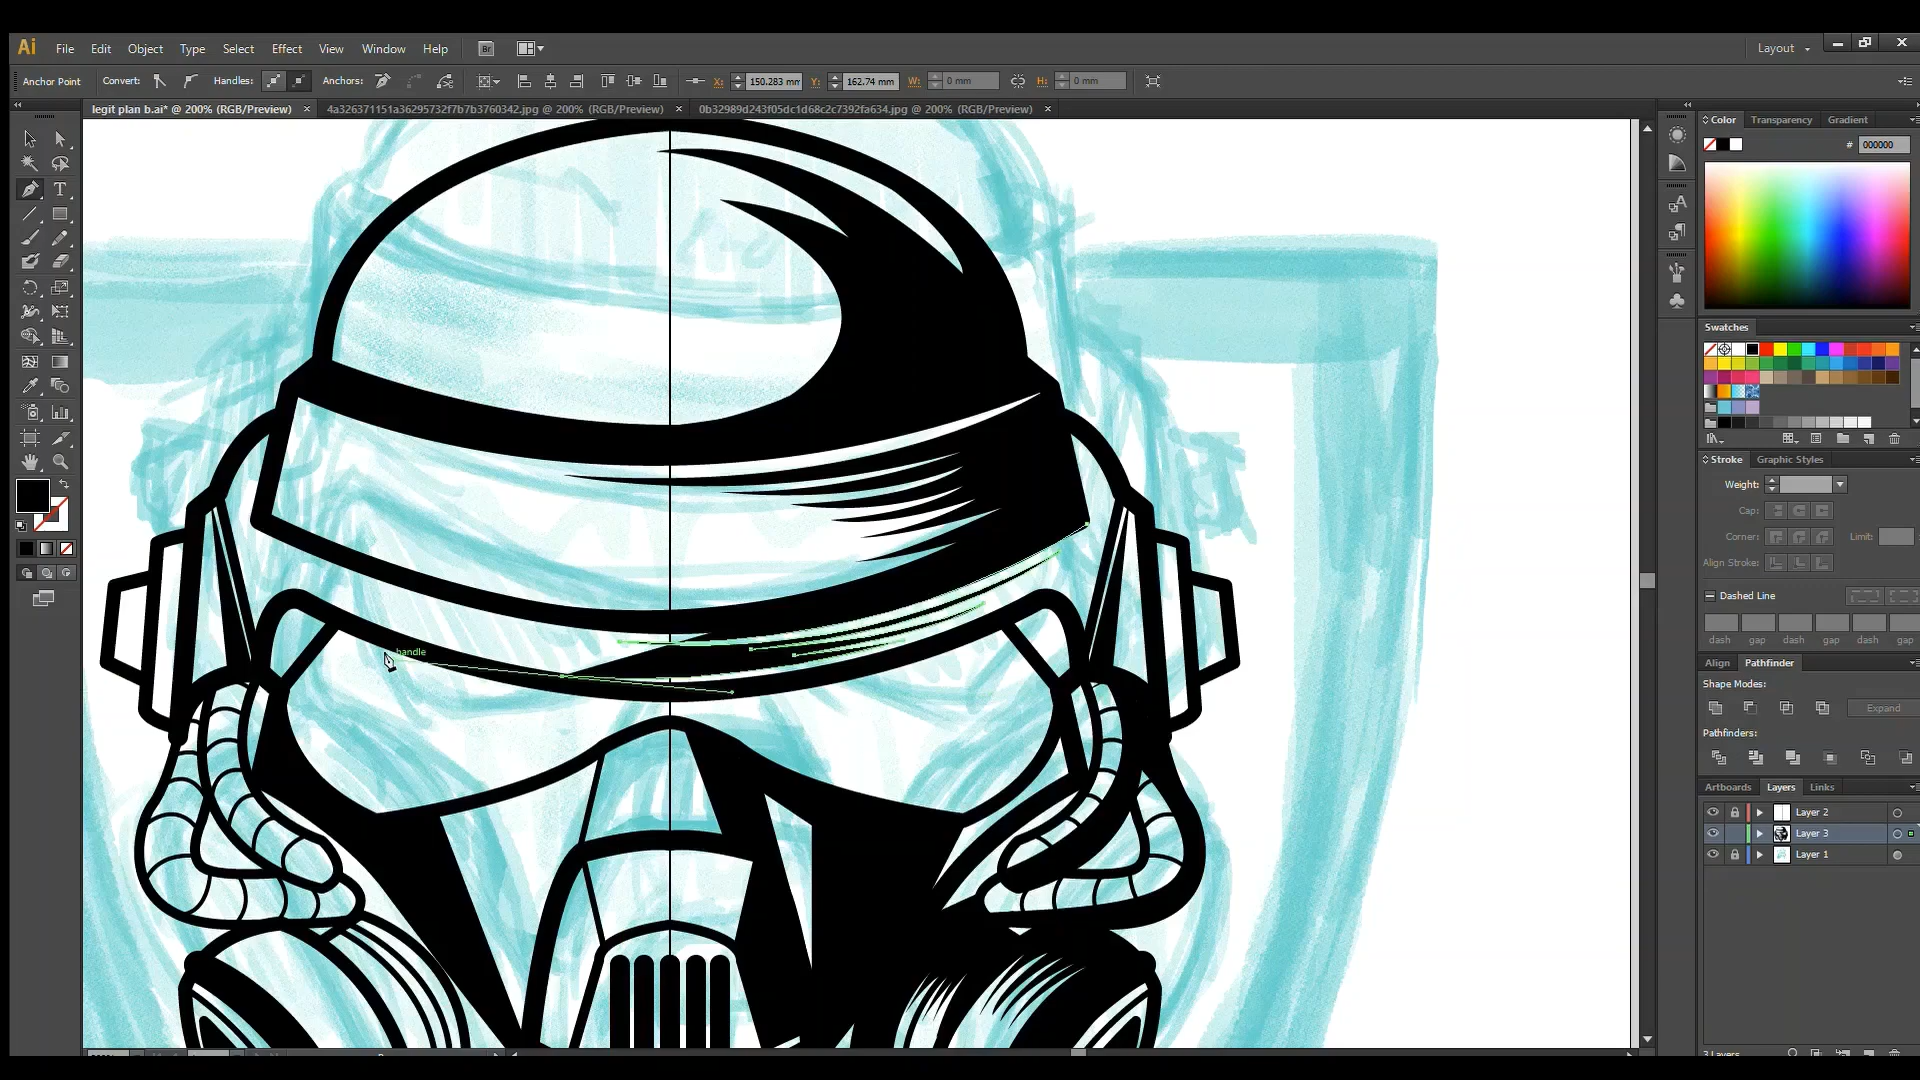 Ai File Edit Object Type Select Effect View Window Help Br Layout
Anchor Point Convert: Handles: Anchors: X: 150.283 mm Y: 162.74 mm W: 0 mm H: 0 mm
legit plan b.ai* @ 200% (RGB/Preview) × 4a326371151a36295732f7b7b3760342.jpg @ 200% (RGB/Preview) × 0b32989d243f05dc1d68c2c7392fa634.jpg @ 200% (RGB/Preview) ×
Color Transparency Gradient
# 000000
Swatches
Stroke Graphic Styles
Weight:
Cap:
Corner: Limit:
Align Stroke:
Dashed Line
dash gap dash gap dash gap
handle
Align Pathfinder
Shape Modes:
Expand
Pathfinders:
Artboards Layers Links
Layer 2
Layer 3
Layer 1
3 Layers